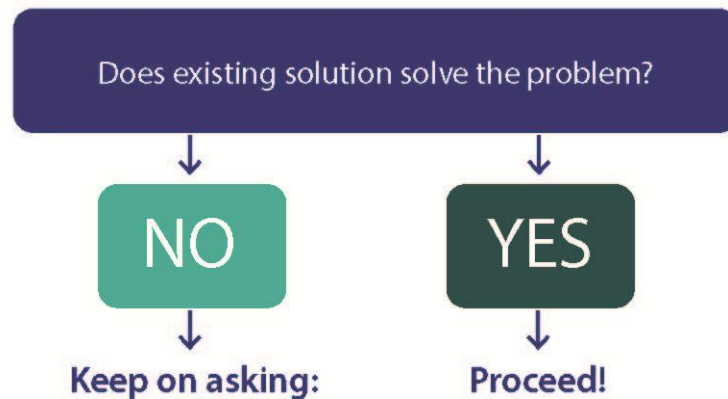 Does existing solution solve the problem?
NO
YES
Keep on asking:
Proceed!